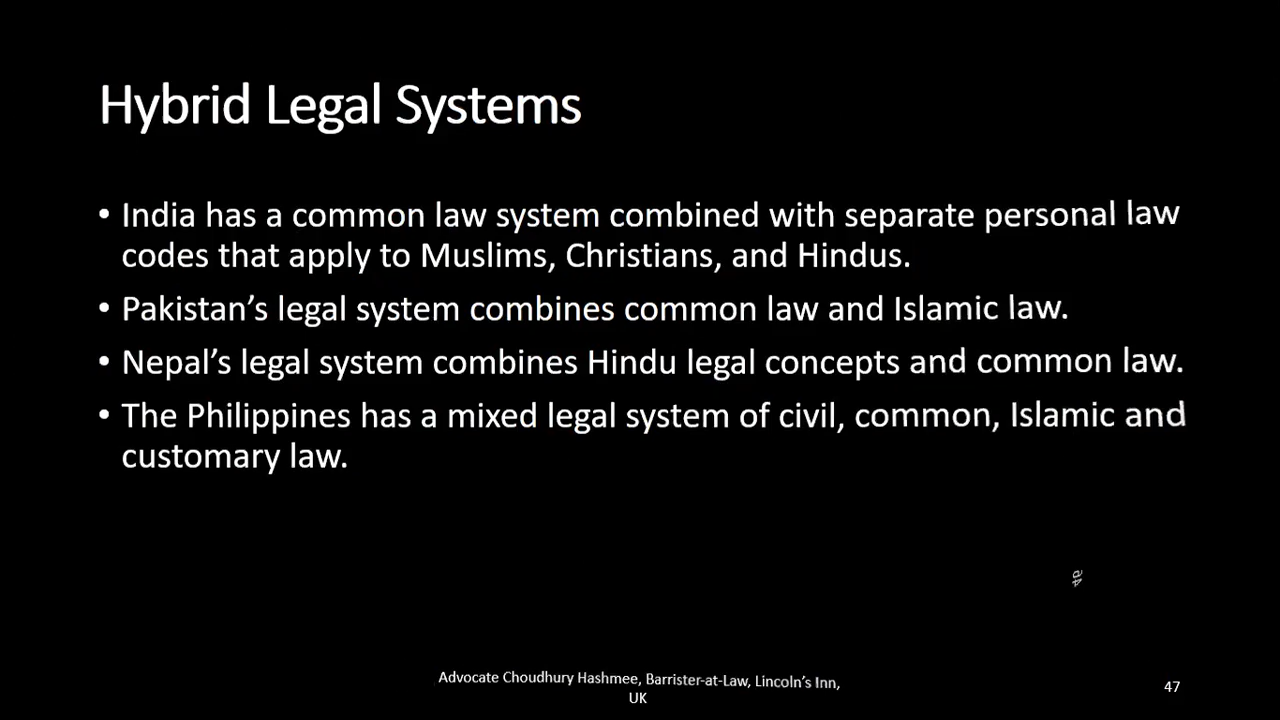 Hybrid Legal Systems
• India has a common law system combined with separate personal law
codes that apply to Muslims, Christians, and Hindus.
• Pakistan’s legal system combines common law and Islamic law.
• Nepal’s legal system combines Hindu legal concepts and common law.
• The Philippines has a mixed legal system of civil, common, Islamic and
customary law.
Advocate Choudhury Hashmee, Barrister-at-Law, Lincoln’s Inn,
UK
47